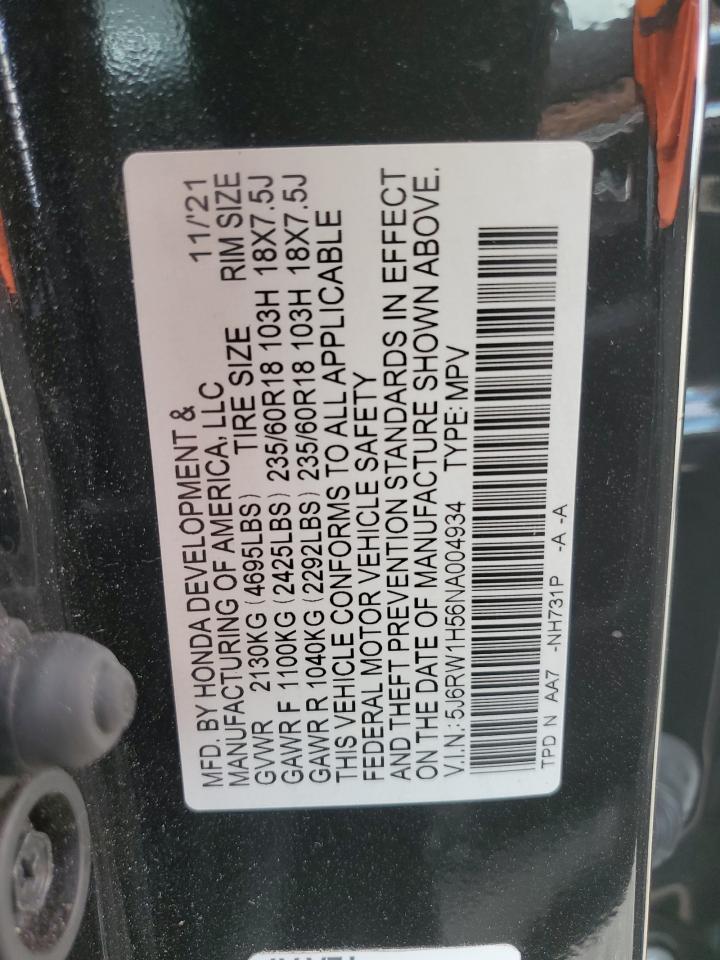 MFD. BY HONDA DEVELOPMENT & 11/'21
MANUFACTURING OF AMERICA, LLC
GVWR 2130KG (4695LBS) TIRE SIZE RIM SIZE
GAWR F 1100KG (2425LBS) 235/60R18 103H 18X7.5J
GAWR R 1040KG (2292LBS) 235/60R18 103H 18X7.5J
THIS VEHICLE CONFORMS TO ALL APPLICABLE
FEDERAL MOTOR VEHICLE SAFETY
AND THEFT PREVENTION STANDARDS IN EFFECT
ON THE DATE OF MANUFACTURE SHOWN ABOVE.
V.I.N.: 5J6RW1H56NA004934 TYPE: MPV
TPD N AA7 -NH731P -A -A